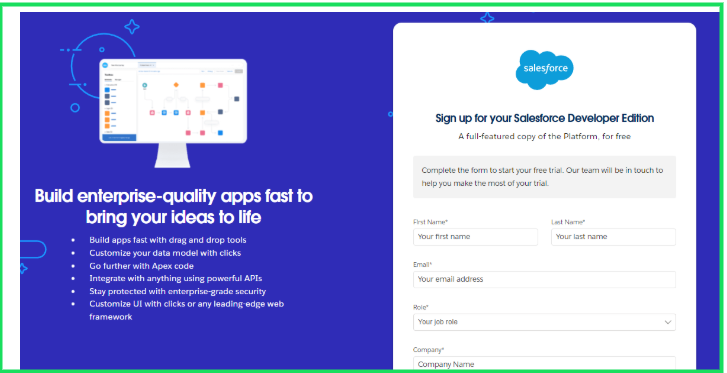 Build enterprise-quality apps fast to
bring your ideas to life
Build apps fast with drag and drop tools
Customize your data model with clicks
Go further with Apex code
Integrate with anything using powerful APIs
Stay protected with enterprise-grade security
Customize UI with clicks or any leading-edge web
framework
salesforce
Sign up for your Salesforce Developer Edition
A full-featured copy of the Platform, for free
Complete the form to start your free trial. Our team will be in touch to
help you make the most of your trial.
First Name* Last Name*
Your first name Your last name
Email*
Your email address
Role*
Your job role
Company*
Company Name